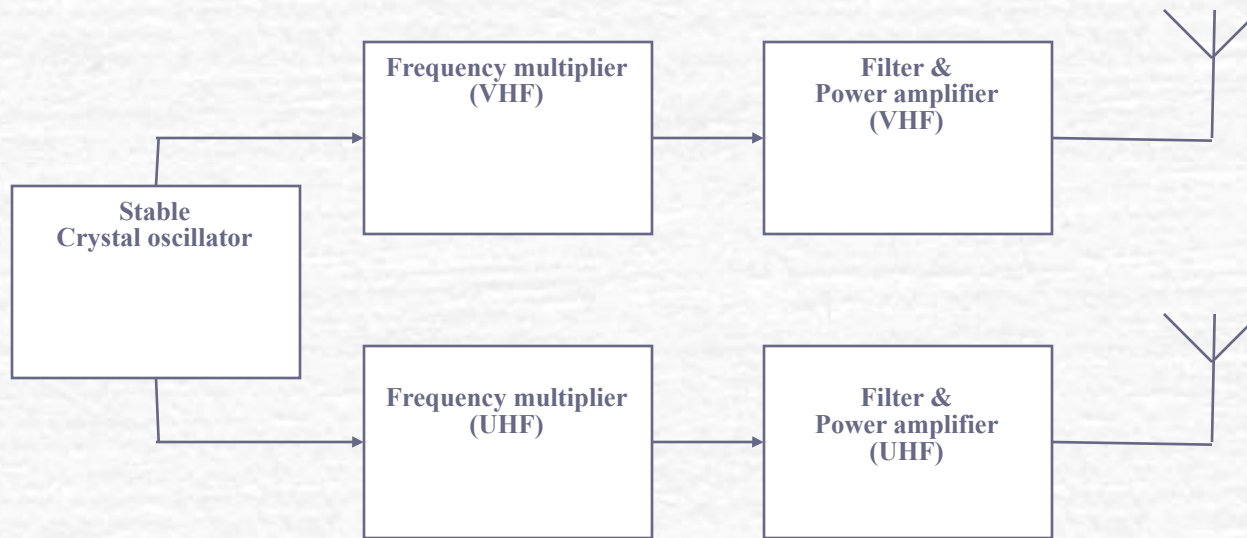 Frequency multiplier
(VHF)
Filter &
Power amplifier
(VHF)
Stable
Crystal oscillator
Frequency multiplier
(UHF)
Filter &
Power amplifier
(UHF)